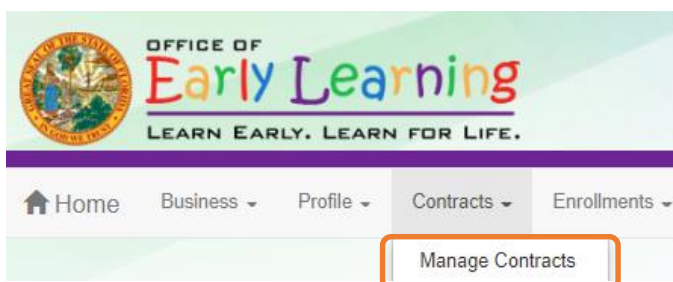 OFFICE OF
Early Learning
LEARN EARLY. LEARN FOR LIFE.
Home Business Profile Contracts Enrollments
Manage Contracts